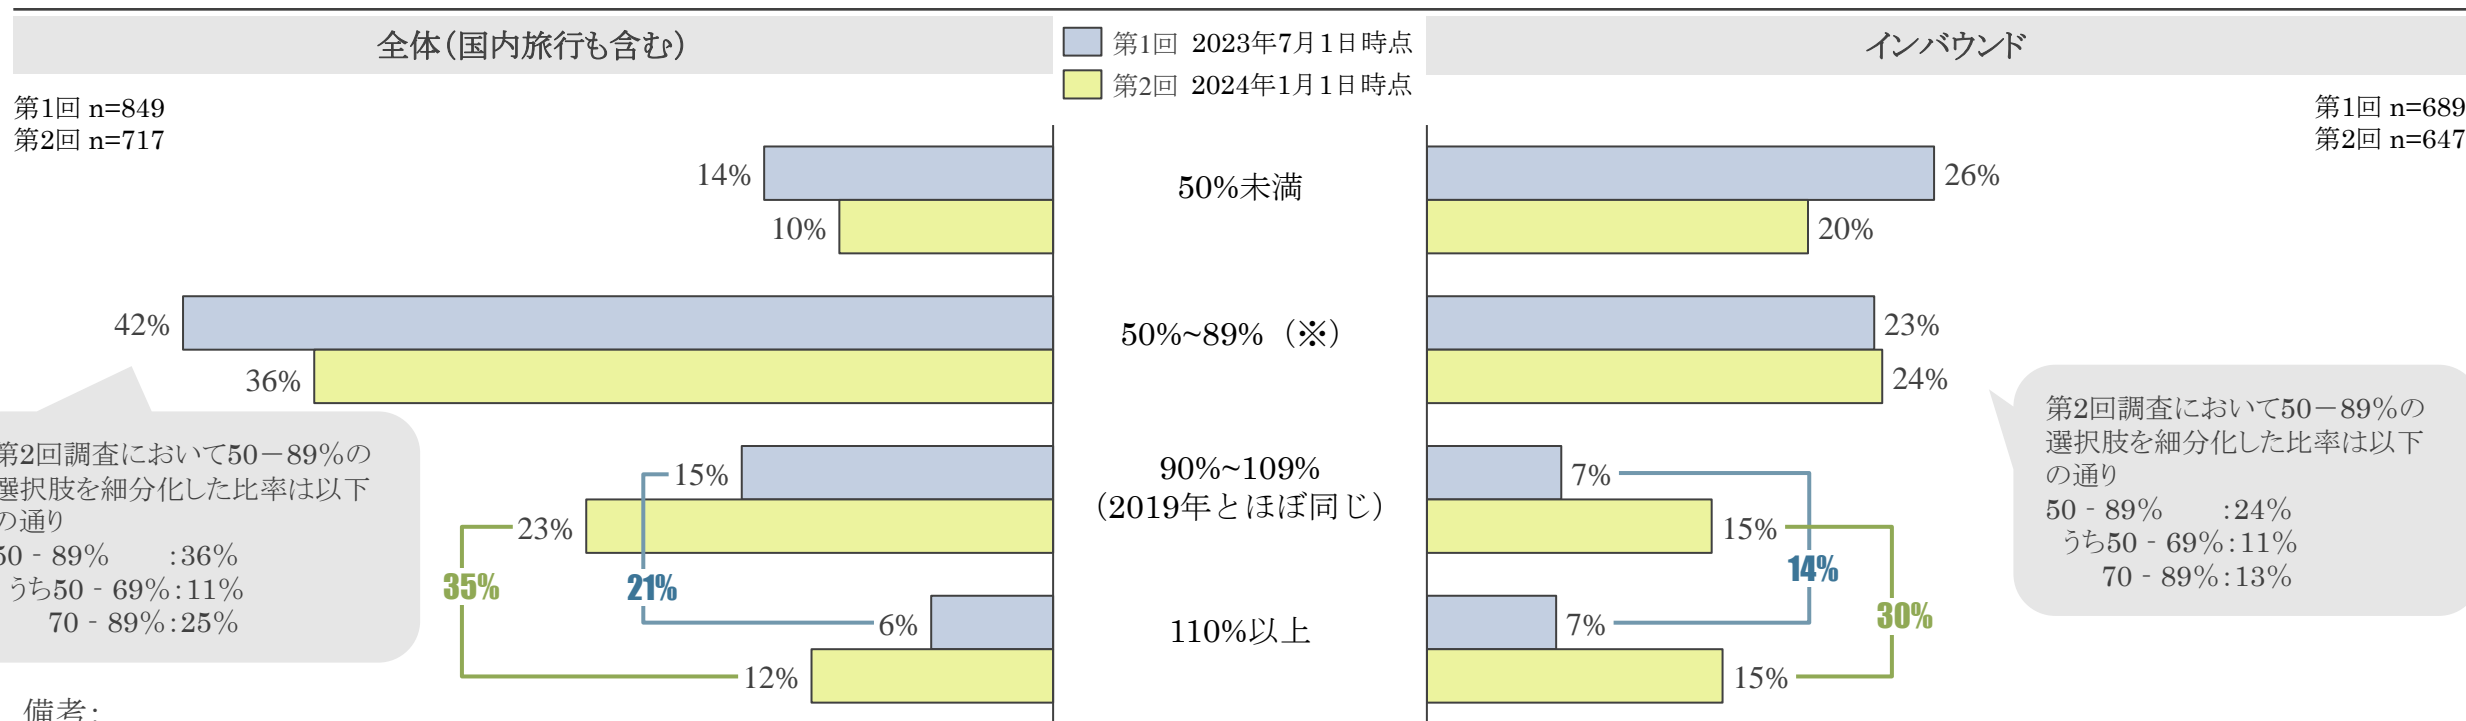 全体(国内旅行も含む)
第1回 2023年7月1日時点
第2回 2024年1月1日時点
インバウンド
第1回 n=849
第2回 n=717
第1回 n=689
第2回 n=647
14%
50%未満
26%
10%
20%
42%
50%~89% (※)
23%
36%
24%
第2回調査において50-89%の
選択肢を細分化した比率は以下
の通り
50 - 89% :36%
うち50 - 69%:11%
70 - 89%:25%
第2回調査において50-89%の
選択肢を細分化した比率は以下
の通り
50 - 89% :24%
うち50 - 69%:11%
70 - 89%:13%
15%
90%~109%
(2019年とほぼ同じ)
7%
23%
15%
35%
21%
14%
30%
6%
110%以上
7%
12%
15%
備考: